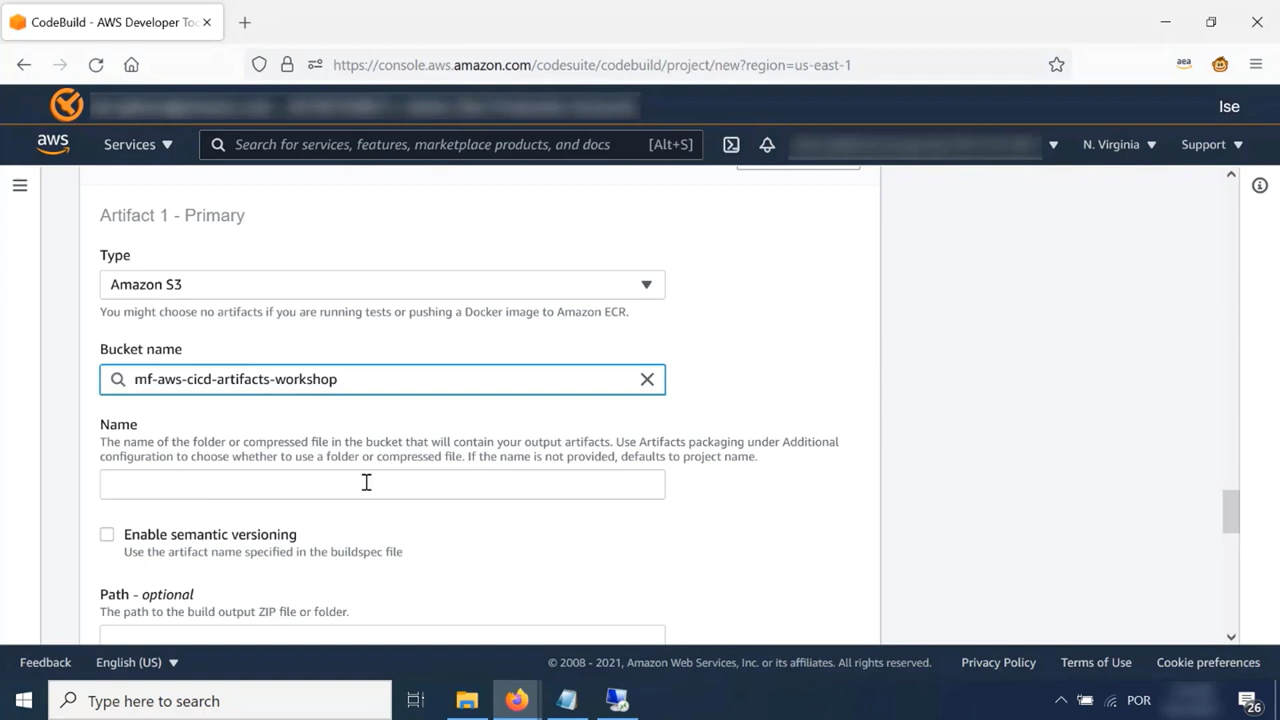 CodeBuild - AWS Developer Too
https://console.aws.amazon.com/codesuite/codebuild/project/new?region=us-east-1
aea
Ise
aws
Services
Search for services, features, marketplace products, and docs
[Alt+S]
N. Virginia
Support
Artifact 1 - Primary
Type
Amazon S3
You might choose no artifacts if you are running tests or pushing a Docker image to Amazon ECR.
Bucket name
mf-aws-cicd-artifacts-workshop
Name
The name of the folder or compressed file in the bucket that will contain your output artifacts. Use Artifacts packaging under Additional
configuration to choose whether to use a folder or compressed file. If the name is not provided, defaults to project name.
Enable semantic versioning
Use the artifact name specified in the buildspec file
Path - optional
The path to the build output ZIP file or folder.
Feedback
English (US)
© 2008 - 2021, Amazon Web Services, Inc. or its affiliates. All rights reserved.
Privacy Policy
Terms of Use
Cookie preferences
Type here to search
POR
26